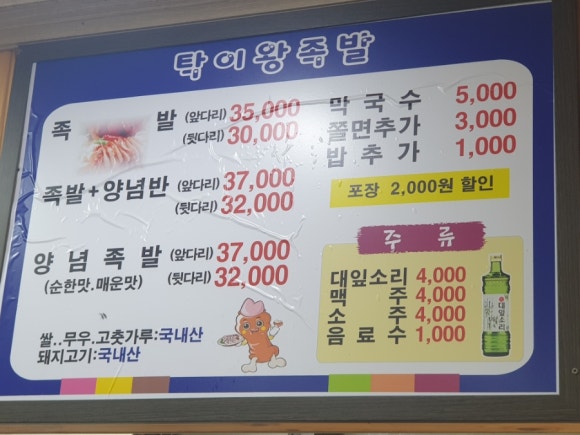 탁이왕족발
족 발 (앞다리) 35,000
(뒷다리) 30,000
족발+양념반 (앞다리) 37,000
(뒷다리) 32,000
양념족발 (앞다리) 37,000
(순한맛.매운맛) (뒷다리) 32,000
쌀..무우.고춧가루:국내산
돼지고기:국내산
막국수 5,000
쫄면추가 3,000
밥추가 1,000
포장 2,000원 할인
주류
대잎소리 4,000
맥주 4,000
소주 4,000
음료수 1,000
대잎소리